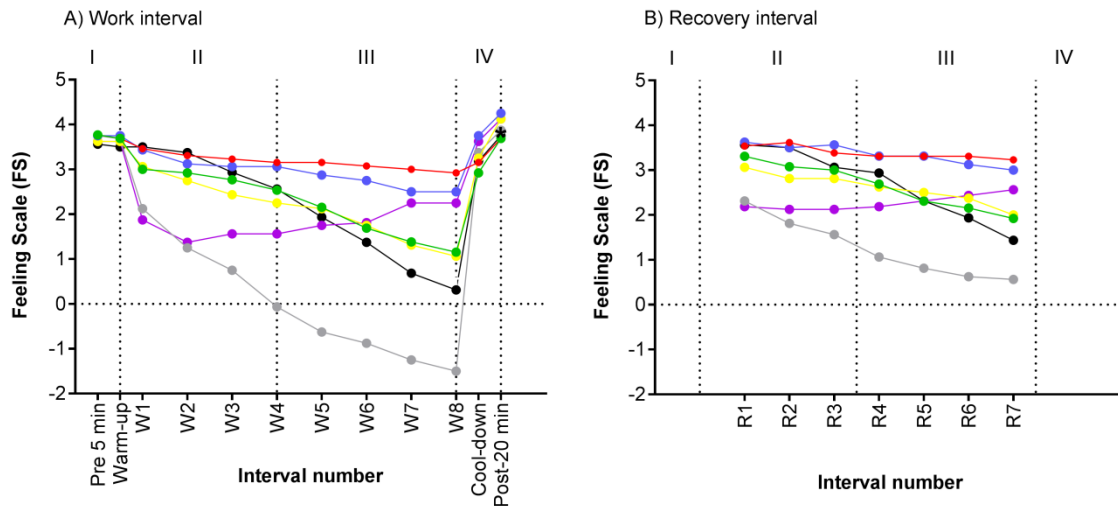 A) Work interval
I II III IV
Feeling Scale (FS)
5
4
3
2
1
0
-1
-2
*
Pre 5 min
Warm-up
W1
W2
W3
W4
W5
W6
W7
W8
Cool-down
Post-20 min
Interval number
B) Recovery interval
I II III IV
Feeling Scale (FS)
5
4
3
2
1
0
-1
-2
R1
R2
R3
R4
R5
R6
R7
Interval number